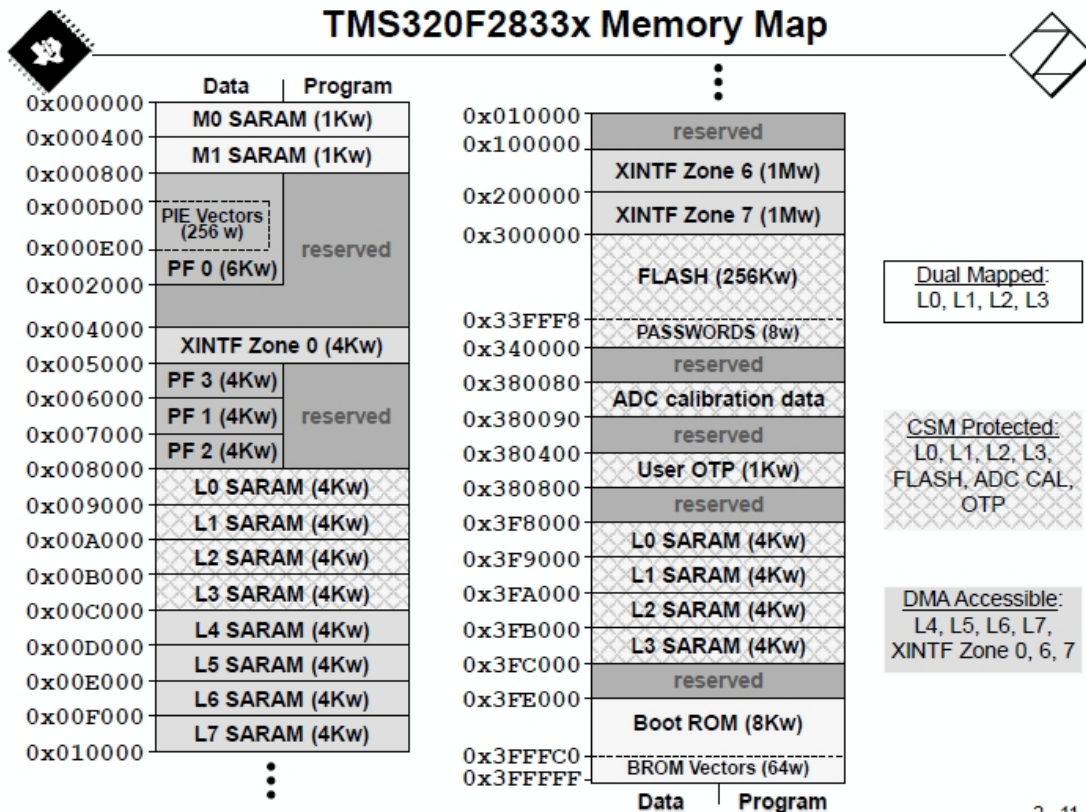 TMS320F2833x Memory Map
Data Program
0x000000
M0 SARAM (1Kw)
0x000400
M1 SARAM (1Kw)
0x000800
0x000D00
PIE Vectors
(256 w)
reserved
0x000E00
PF 0 (6Kw)
0x002000
0x004000
XINTF Zone 0 (4Kw)
0x005000
PF 3 (4Kw)
0x006000
PF 1 (4Kw)
reserved
0x007000
PF 2 (4Kw)
0x008000
L0 SARAM (4Kw)
0x009000
L1 SARAM (4Kw)
0x00A000
L2 SARAM (4Kw)
0x00B000
L3 SARAM (4Kw)
0x00C000
L4 SARAM (4Kw)
0x00D000
L5 SARAM (4Kw)
0x00E000
L6 SARAM (4Kw)
0x00F000
L7 SARAM (4Kw)
0x010000
0x010000
reserved
0x100000
XINTF Zone 6 (1Mw)
0x200000
XINTF Zone 7 (1Mw)
0x300000
FLASH (256Kw)
0x33FFF8
PASSWORDS (8w)
0x340000
reserved
0x380080
ADC calibration data
0x380090
reserved
0x380400
User OTP (1Kw)
0x380800
reserved
0x3F8000
L0 SARAM (4Kw)
0x3F9000
L1 SARAM (4Kw)
0x3FA000
L2 SARAM (4Kw)
0x3FB000
L3 SARAM (4Kw)
0x3FC000
reserved
0x3FE000
Boot ROM (8Kw)
0x3FFFC0
BROM Vectors (64w)
0x3FFFFF
Data Program
Dual Mapped:
L0, L1, L2, L3
CSM Protected:
L0, L1, L2, L3,
FLASH, ADC CAL,
OTP
DMA Accessible:
L4, L5, L6, L7,
XINTF Zone 0, 6, 7